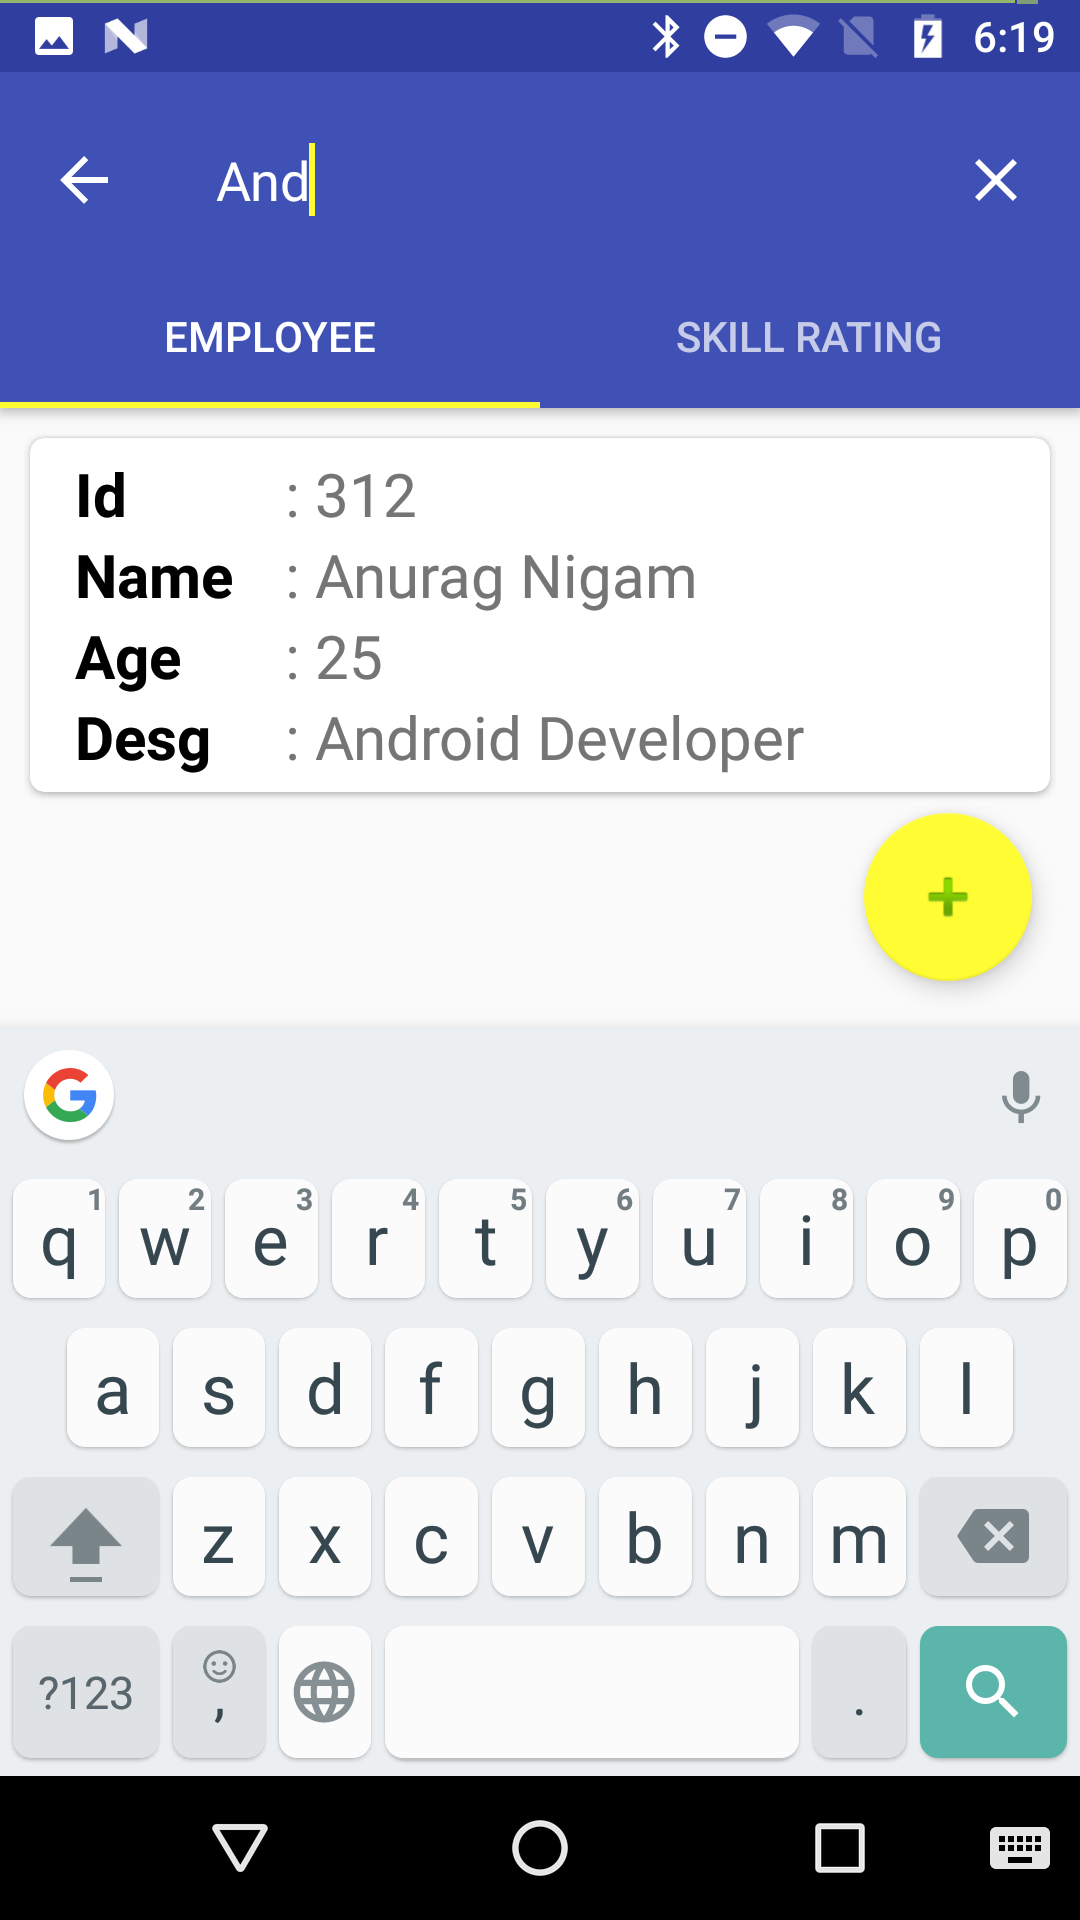 6:19
And
EMPLOYEE SKILL RATING
Id : 312
Name : Anurag Nigam
Age : 25
Desg : Android Developer
1 2 3 4 5 6 7 8 9 0
q w e r t y u i o p
a s d f g h j k l
z x c v b n m
?123 , .